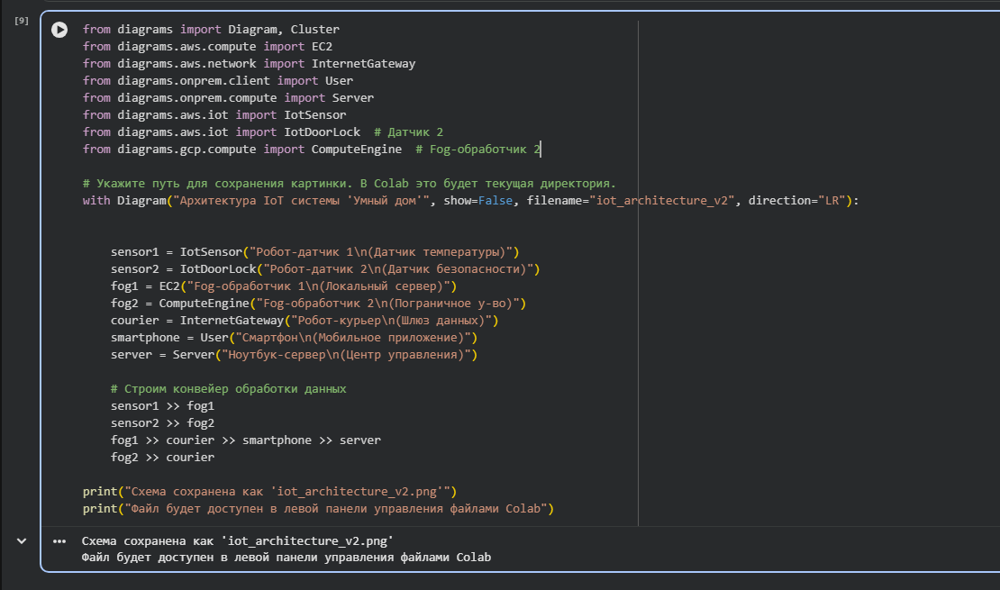 [9]
from diagrams import Diagram, Cluster
from diagrams.aws.compute import EC2
from diagrams.aws.network import InternetGateway
from diagrams.onprem.client import User
from diagrams.onprem.compute import Server
from diagrams.aws.iot import IotSensor
from diagrams.aws.iot import IotDoorLock  # Датчик 2
from diagrams.gcp.compute import ComputeEngine  # Fog-обработчик 2
# Укажите путь для сохранения картинки. В Colab это будет текущая директория.
with Diagram("Архитектура IoT системы 'Умный дом'", show=False, filename="iot_architecture_v2", direction="LR"):
    sensor1 = IotSensor("Робот-датчик 1\n(Датчик температуры)")
    sensor2 = IotDoorLock("Робот-датчик 2\n(Датчик безопасности)")
    fog1 = EC2("Fog-обработчик 1\n(Локальный сервер)")
    fog2 = ComputeEngine("Fog-обработчик 2\n(Пограничное у-во)")
    courier = InternetGateway("Робот-курьер\n(Шлюз данных)")
    smartphone = User("Смартфон\n(Мобильное приложение)")
    server = Server("Ноутбук-сервер\n(Центр управления)")
    # Строим конвейер обработки данных
    sensor1 >> fog1
    sensor2 >> fog2
    fog1 >> courier >> smartphone >> server
    fog2 >> courier
print("Схема сохранена как 'iot_architecture_v2.png'")
print("Файл будет доступен в левой панели управления файлами Colab")
Схема сохранена как 'iot_architecture_v2.png'
Файл будет доступен в левой панели управления файлами Colab